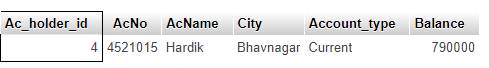 Ac_holder_id AcNo AcName City Account_type Balance
4 4521015 Hardik Bhavnagar Current 790000